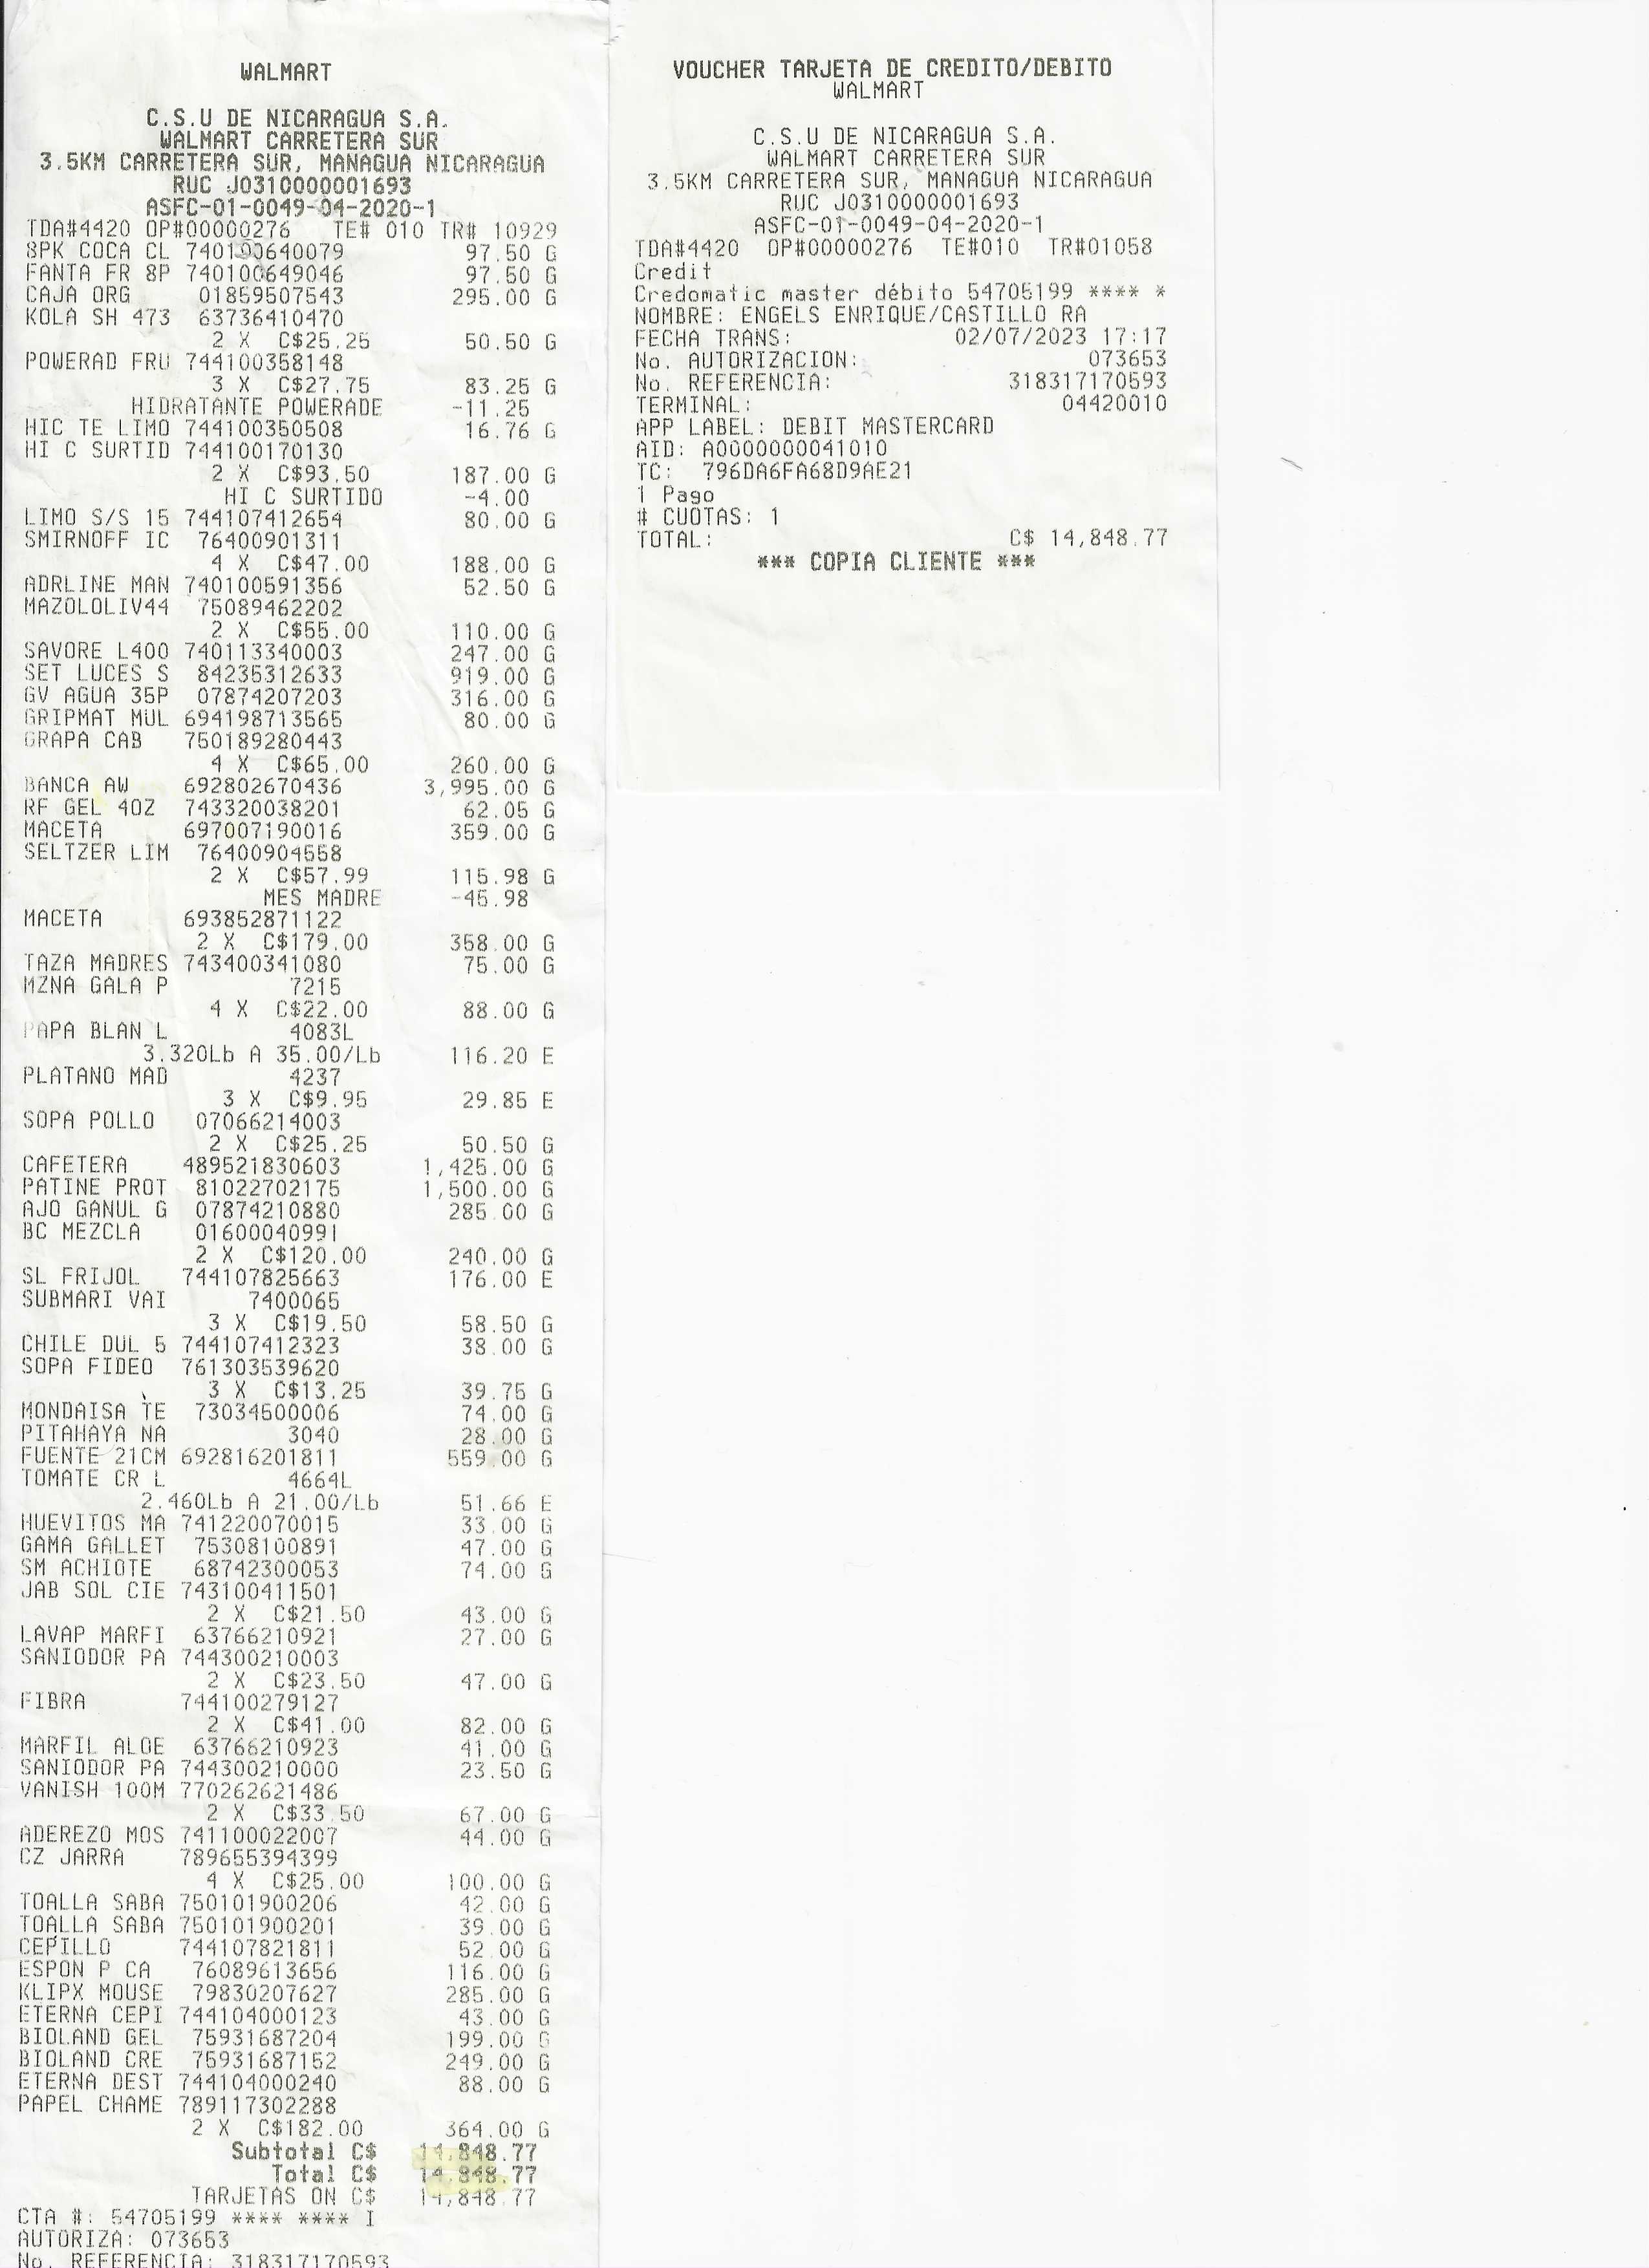 WALMART
C.S.U DE NICARAGUA S.A.
WALMART CARRETERA SUR
3.5KM CARRETERA SUR, MANAGUA NICARAGUA
RUC J0310000001693
ASFC-01-0049-04-2020-1
TDA#4420 OP#00000276 TE# 010 TR# 10929
8PK COCA CL 740100640079 97.50 G
FANTA FR 8P 740100649046 97.50 G
CAJA ORG 01859507543 295.00 G
KOLA SH 473 63736410470
2 X C$25.25 50.50 G
POWERAD FRU 744100358148
3 X C$27.75 83.25 G
HIDRATANTE POWERADE -11.25
HIC TE LIMO 744100350508 16.76 G
HI C SURTID 744100170130
2 X C$93.50 187.00 G
HI C SURTIDO -4.00
LIMO S/S 15 744107412654 80.00 G
SMIRNOFF IC 76400901311
4 X C$47.00 188.00 G
ADRLINE MAN 740100591356 52.50 G
MAZOLOLIV44 75089462202
2 X C$55.00 110.00 G
SAVORE L400 740113340003 247.00 G
SET LUCES S 84235312633 919.00 G
GV AGUA 35P 07874207203 316.00 G
GRIPMAT MUL 694198713565 80.00 G
GRAPA CAB 750189280443
4 X C$65.00 260.00 G
BANCA AW 692802670436 3,995.00 G
RF GEL 4OZ 743320038201 62.05 G
MACETA 697007190016 359.00 G
SELTZER LIM 76400904558
2 X C$57.99 115.98 G
MES MADRE -45.98
MACETA 693852871122
2 X C$179.00 358.00 G
TAZA MADRES 743400341080 75.00 G
MZNA GALA P 7215
4 X C$22.00 88.00 G
PAPA BLAN L 4083L
3.320Lb A 35.00/Lb 116.20 E
PLATANO MAD 4237
3 X C$9.95 29.85 E
SOPA POLLO 07066214003
2 X C$25.25 50.50 G
CAFETERA 489521830603 1,425.00 G
PATINE PROT 81022702175 1,500.00 G
AJO GANUL G 07874210880 285.00 G
BC MEZCLA 01600040991
2 X C$120.00 240.00 G
SL FRIJOL 744107825663 176.00 E
SUBMARI VAI 7400065
3 X C$19.50 58.50 G
CHILE DUL 5 744107412323 38.00 G
SOPA FIDEO 761303539620
3 X C$13.25 39.75 G
MONDAISA TE 73034500006 74.00 G
PITAHAYA NA 3040 28.00 G
FUENTE 21CM 692816201811 559.00 G
TOMATE CR L 4664L
2.460Lb A 21.00/Lb 51.66 E
HUEVITOS MA 741220070015 33.00 G
GAMA GALLET 75308100891 47.00 G
SM ACHIOTE 68742300053 74.00 G
JAB SOL CIE 743100411501
2 X C$21.50 43.00 G
LAVAP MARFI 63766210921 27.00 G
SANIODOR PA 744300210003
2 X C$23.50 47.00 G
FIBRA 744100279127
2 X C$41.00 82.00 G
MARFIL ALOE 63766210923 41.00 G
SANIODOR PA 744300210000 23.50 G
VANISH 100M 770262621486
2 X C$33.50 67.00 G
ADEREZO MOS 741100022007 44.00 G
CZ JARRA 789655394399
4 X C$25.00 100.00 G
TOALLA SABA 750101900206 42.00 G
TOALLA SABA 750101900201 39.00 G
CEPILLO 744107821811 52.00 G
ESPON P CA 76089613656 116.00 G
KLIPX MOUSE 79830207627 285.00 G
ETERNA CEPI 744104000123 43.00 G
BIOLAND GEL 75931687204 199.00 G
BIOLAND CRE 75931687152 249.00 G
ETERNA DEST 744104000240 88.00 G
PAPEL CHAME 789117302288
2 X C$182.00 364.00 G
Subtotal C$ 14,848.77
Total C$ 14,848.77
TARJETAS ON C$ 14,848.77
CTA #: 54705199 **** **** I
AUTORIZA: 073653
No. REFERENCIA: 318317170593
VOUCHER TARJETA DE CREDITO/DEBITO
WALMART
C.S.U DE NICARAGUA S.A.
WALMART CARRETERA SUR
3.5KM CARRETERA SUR, MANAGUA NICARAGUA
RUC J0310000001693
ASFC-01-0049-04-2020-1
TDA#4420 OP#00000276 TE#010 TR#01058
Credit
Credomatic master débito 54705199 **** *
NOMBRE: ENGELS ENRIQUE/CASTILLO RA
FECHA TRANS: 02/07/2023 17:17
No. AUTORIZACION: 073653
No. REFERENCIA: 318317170593
TERMINAL: 04420010
APP LABEL: DEBIT MASTERCARD
AID: A0000000041010
TC: 796DA6FA68D9AE21
1 Pago
# CUOTAS: 1
TOTAL: C$ 14,848.77
*** COPIA CLIENTE ***